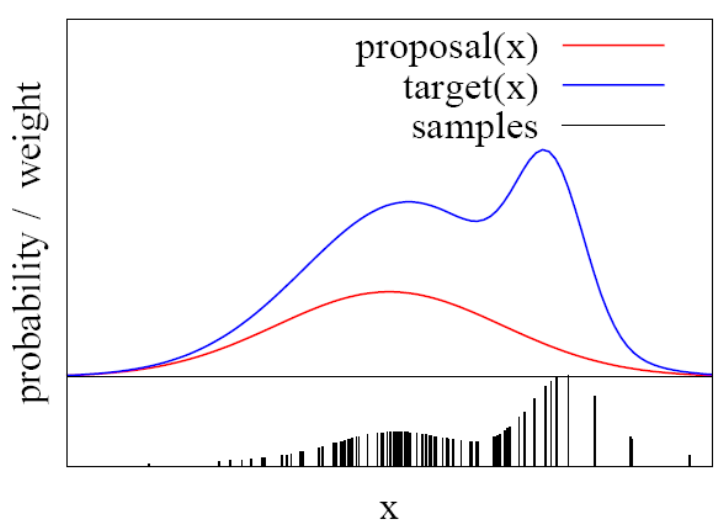 proposal(x)
target(x)
samples
probability / weight
x